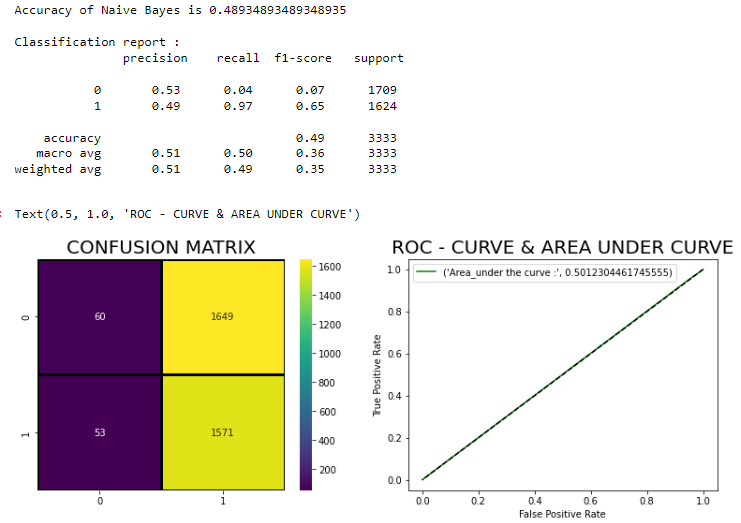 Accuracy of Naive Bayes is 0.48934893489348935
Classification report :
precision recall f1-score support
0 0.53 0.04 0.07 1709
1 0.49 0.97 0.65 1624
accuracy 0.49 3333
macro avg 0.51 0.50 0.36 3333
weighted avg 0.51 0.49 0.35 3333
: Text(0.5, 1.0, 'ROC - CURVE & AREA UNDER CURVE')
CONFUSION MATRIX
0
1
60 1649
53 1571
0 1
1600
1400
1200
1000
800
600
400
200
ROC - CURVE & AREA UNDER CURVE
('Area_under the curve :', 0.5012304461745555)
True Positive Rate
1.0
0.8
0.6
0.4
0.2
0.0
0.0 0.2 0.4 0.6 0.8 1.0
False Positive Rate